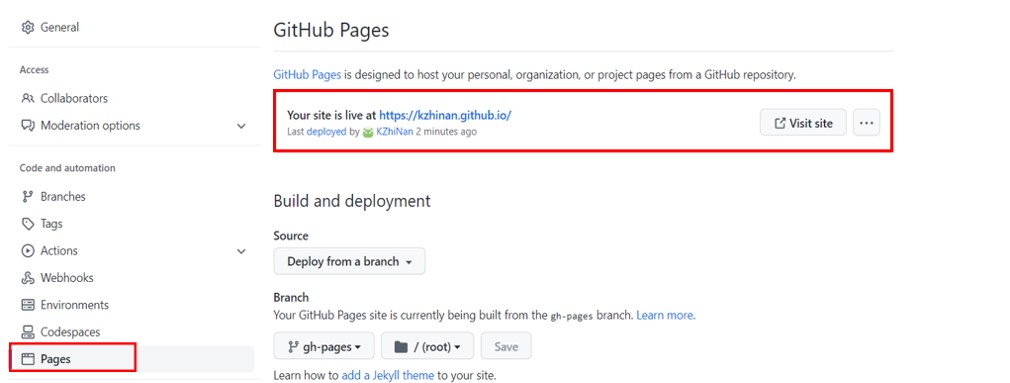 General
Access
Collaborators
Moderation options
Code and automation
Branches
Tags
Actions
Webhooks
Environments
Codespaces
Pages
GitHub Pages
GitHub Pages is designed to host your personal, organization, or project pages from a GitHub repository.
Your site is live at https://kzhinan.github.io/
Last deployed by KZhiNan 2 minutes ago
Visit site
Build and deployment
Source
Deploy from a branch
Branch
Your GitHub Pages site is currently being built from the gh-pages branch. Learn more.
gh-pages / (root) Save
Learn how to add a Jekyll theme to your site.